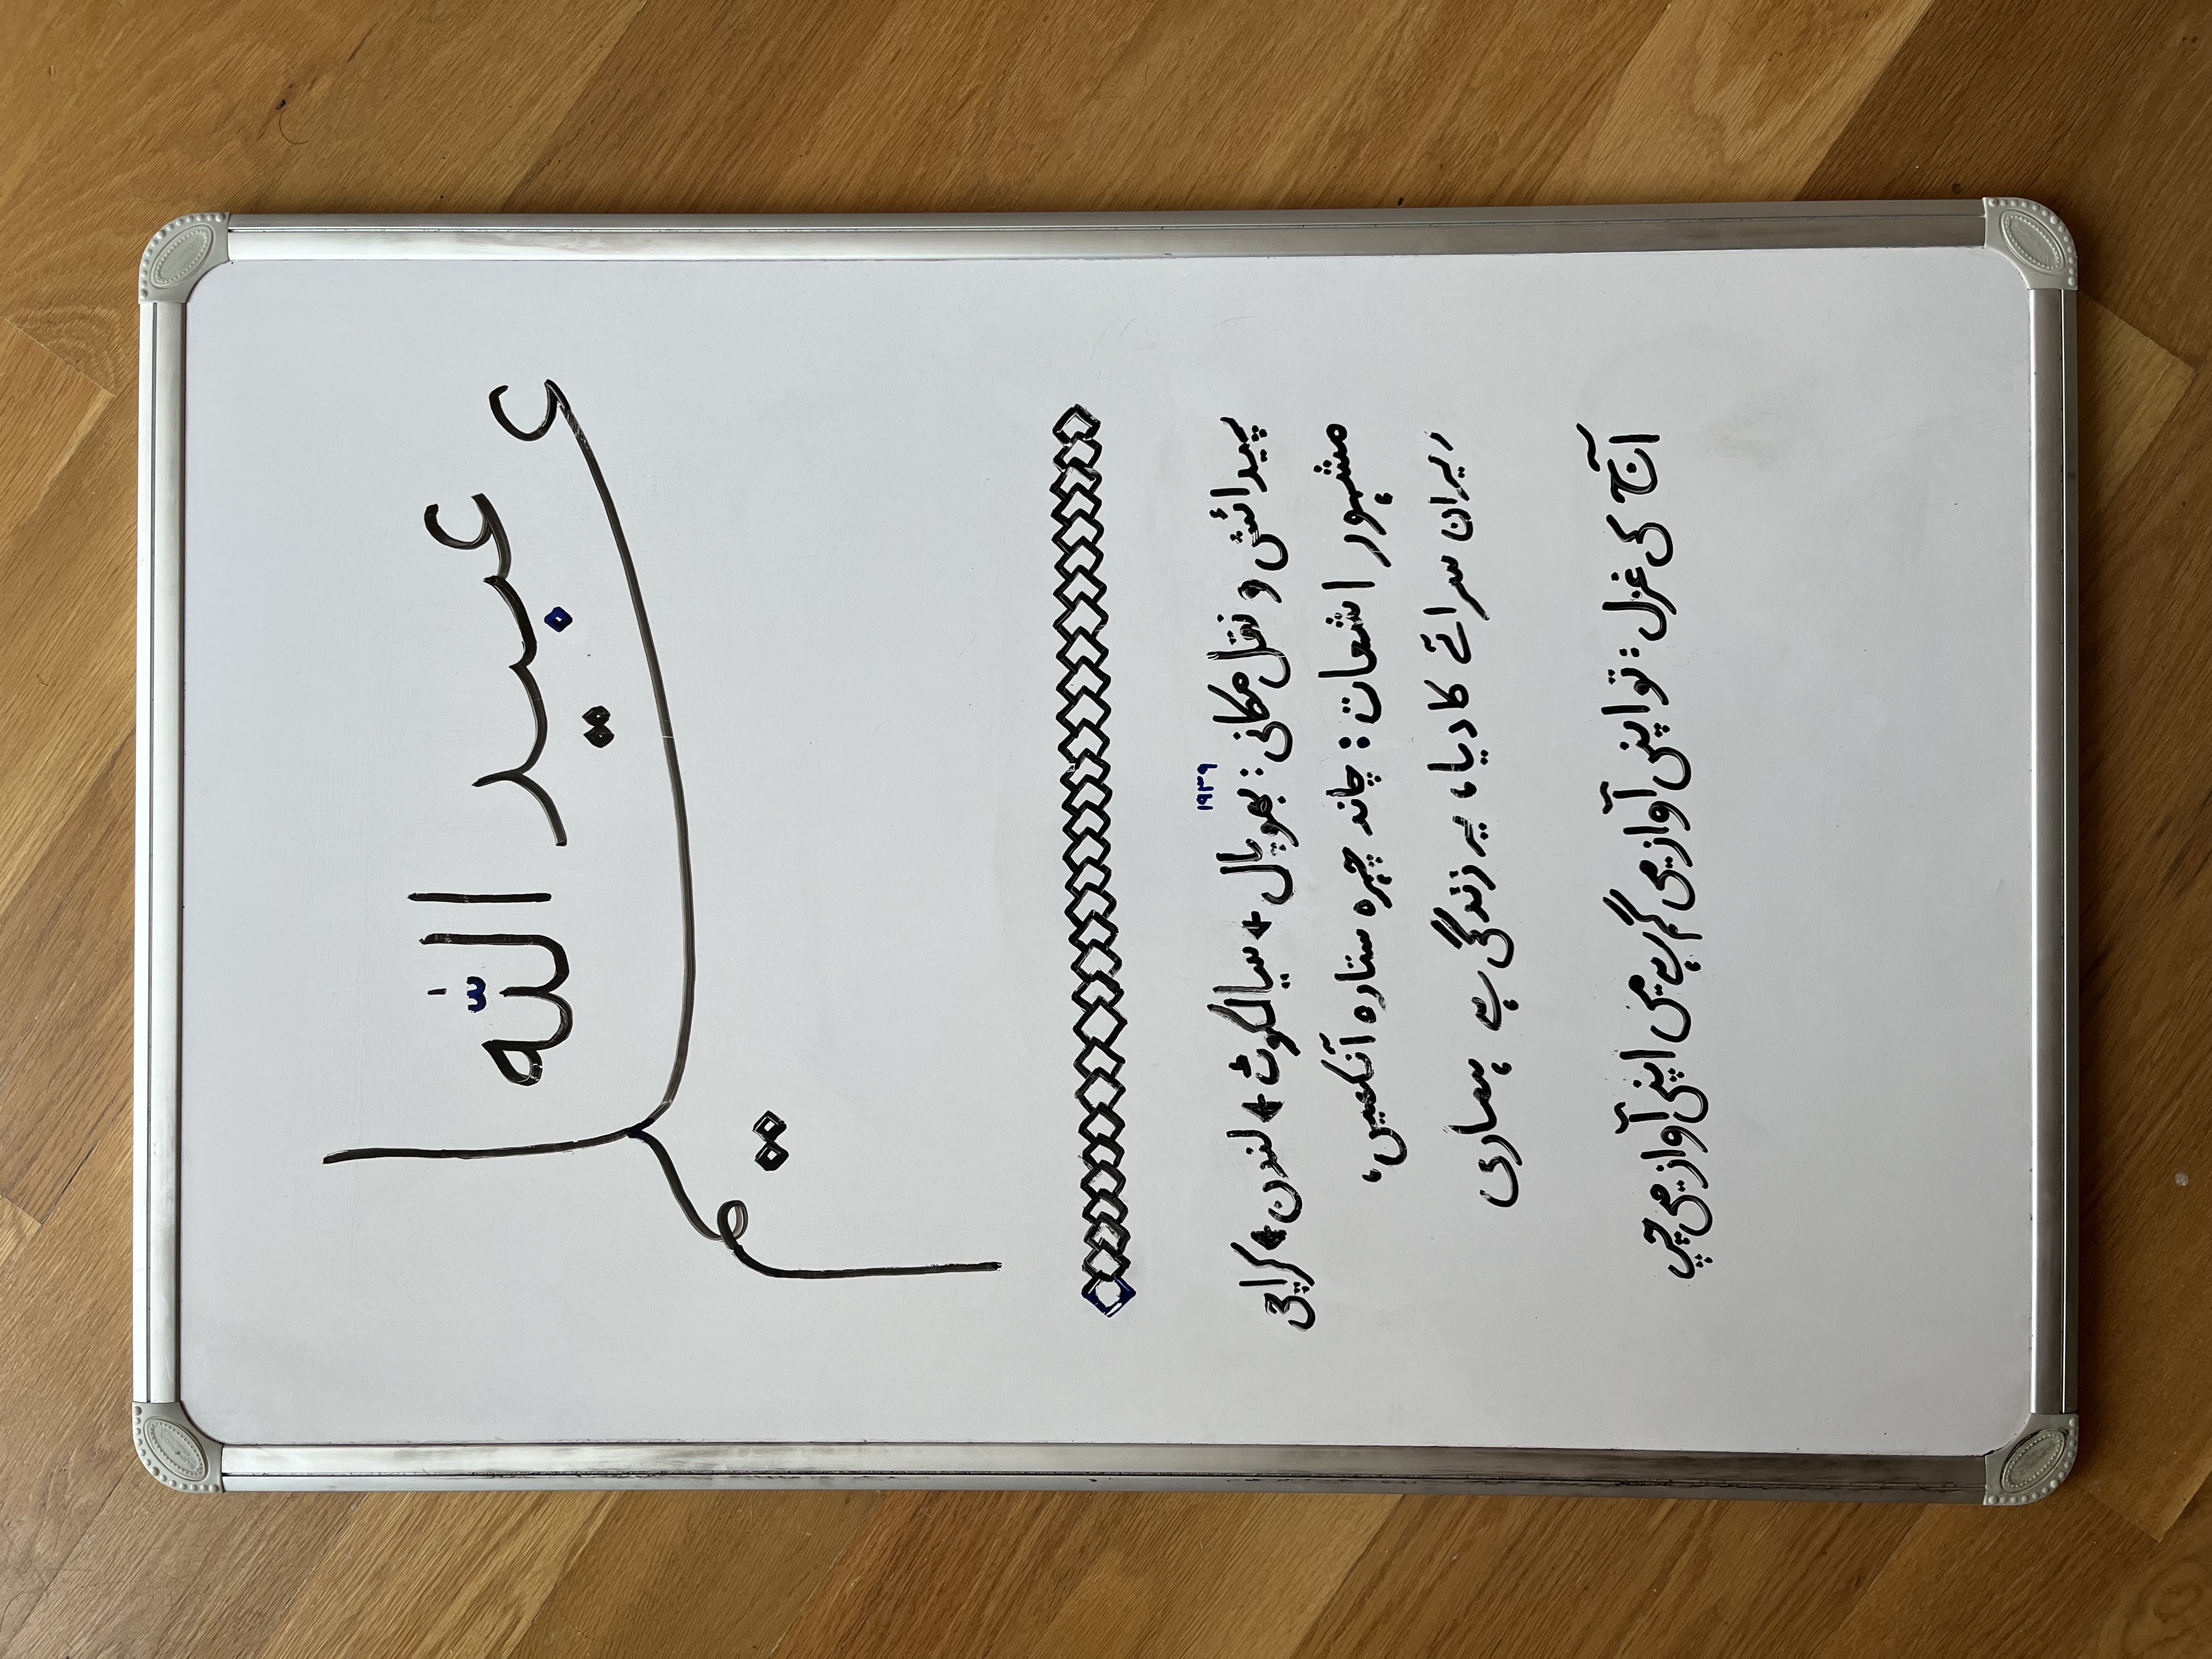 عبید اللہ
علیم
۱۹۳۹
پیدائش و نقل مکانی: بھوپال ← سیالکوٹ ← لندن ← کراچی
مشہور اشعات: چاند چہرہ ستارہ آنکھیں،
ویران سرائے کا دیا، یہ زندگی ہے ہماری
آج کی غزل: تو اپنی آواز میں گم ہے میں اپنی آواز میں چپ